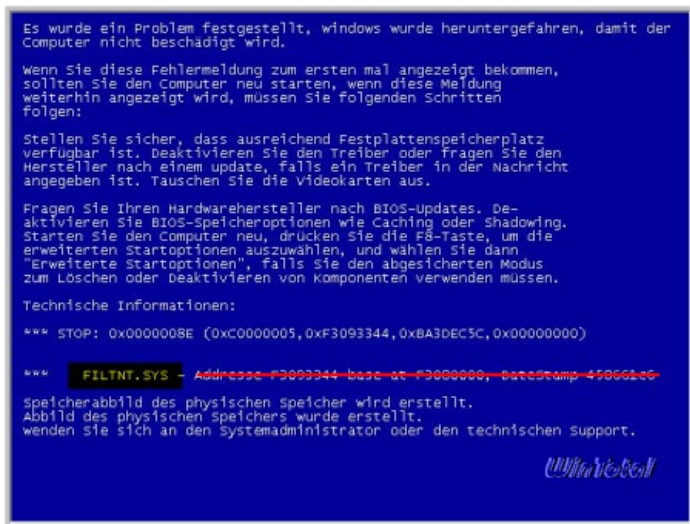 Es wurde ein Problem festgestellt, windows wurde heruntergefahren, damit der
Computer nicht beschädigt wird.
Wenn Sie diese Fehlermeldung zum ersten mal angezeigt bekommen,
sollten Sie den Computer neu starten, wenn diese Meldung
weiterhin angezeigt wird, müssen Sie folgenden Schritten
folgen:
Stellen Sie sicher, dass ausreichend Festplattenspeicherplatz
verfügbar ist. Deaktivieren Sie den Treiber oder fragen Sie den
Hersteller nach einem update, falls ein Treiber in der Nachricht
angegeben ist. Tauschen Sie die Videokarten aus.
Fragen Sie Ihren Hardwarehersteller nach BIOS-Updates. De-
aktivieren Sie BIOS-Speicheroptionen wie Caching oder Shadowing.
Starten Sie den Computer neu, drücken Sie die F8-Taste, um die
erweiterten Startoptionen auszuwählen, und wählen Sie dann
"Erweiterte Startoptionen", falls Sie den abgesicherten Modus
zum Löschen oder Deaktivieren von Komponenten verwenden müssen.
Technische Informationen:
*** STOP: 0x0000008E (0xC0000005,0xF3093344,0xBA3DEC5C,0x00000000)
*** FILTNT.SYS - Addresse F3093344 base at F3080000, DateStamp 458661c6
Speicherabbild des physischen Speicher wird erstellt.
Abbild des physischen Speichers wurde erstellt.
wenden Sie sich an den Systemadministrator oder den technischen Support.
WinTotal